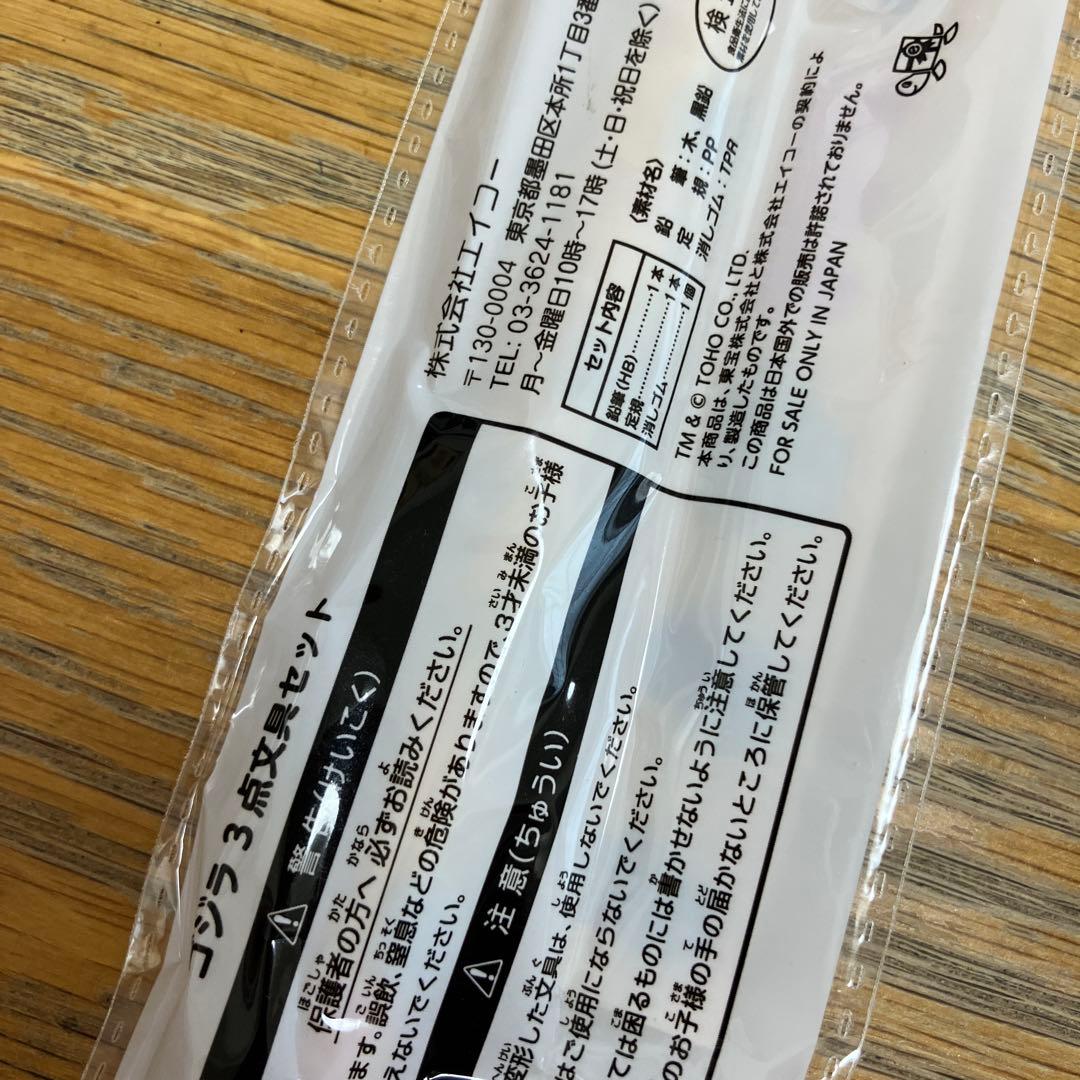 ゴジラ3点文具セット
警告(けいこく)
保護者の方へ 必ずお読みください。
ます。誤飲、窒息などの危険がありますので、3才未満のお子様
えないでください。
注意(ちゅうい)
変形した文具は、使用しないでください。
はご使用にならないでください。
ては困るものには書かせないように注意してください。
のお子様の手の届かないところに保管してください。
株式会社エイコー
〒130-0004 東京都墨田区本所1丁目3番
TEL: 03-3624-1181
月〜金曜日10時〜17時(土・日・祝日を除く)
セット内容
鉛筆(HB)…………1本
定規…………………1本
消しゴム……………1個
〈素材名〉
鉛 筆:木、黒鉛
定 規:PP
消しゴム:TPR
検
TM & © TOHO CO., LTD.
本商品は、東宝株式会社と株式会社エイコーの契約によ
り、製造したものです。
この商品は日本国外での販売は許諾されておりません。
FOR SALE ONLY IN JAPAN